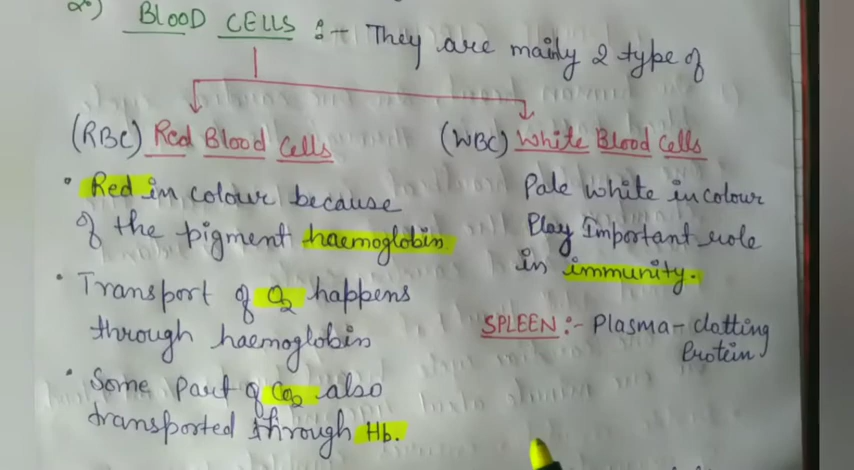 2.) BLOOD CELLS :- They are mainly 2 type of
(RBC) Red Blood Cells
• Red in colour because
of the pigment haemoglobin.
• Transport of O2 happens
through haemoglobin
• Some part of CO2 also
transported through Hb.
(WBC) White Blood Cells
Pale white in colour
Play Important role
in immunity.
SPLEEN :- Plasma - clotting
Protein